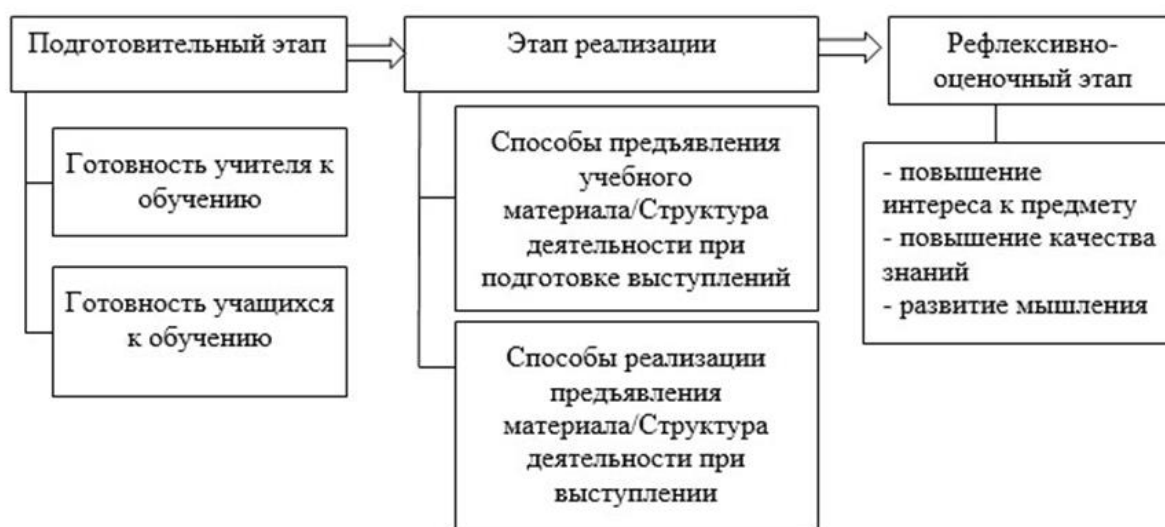 Подготовительный этап
Готовность учителя к
обучению
Готовность учащихся
к обучению
Этап реализации
Способы предъявления
учебного
материала/Структура
деятельности при
подготовке выступлений
Способы реализации
предъявления
материала/Структура
деятельности при
выступлении
Рефлексивно-
оценочный этап
- повышение
интереса к предмету
- повышение качества
знаний
- развитие мышления